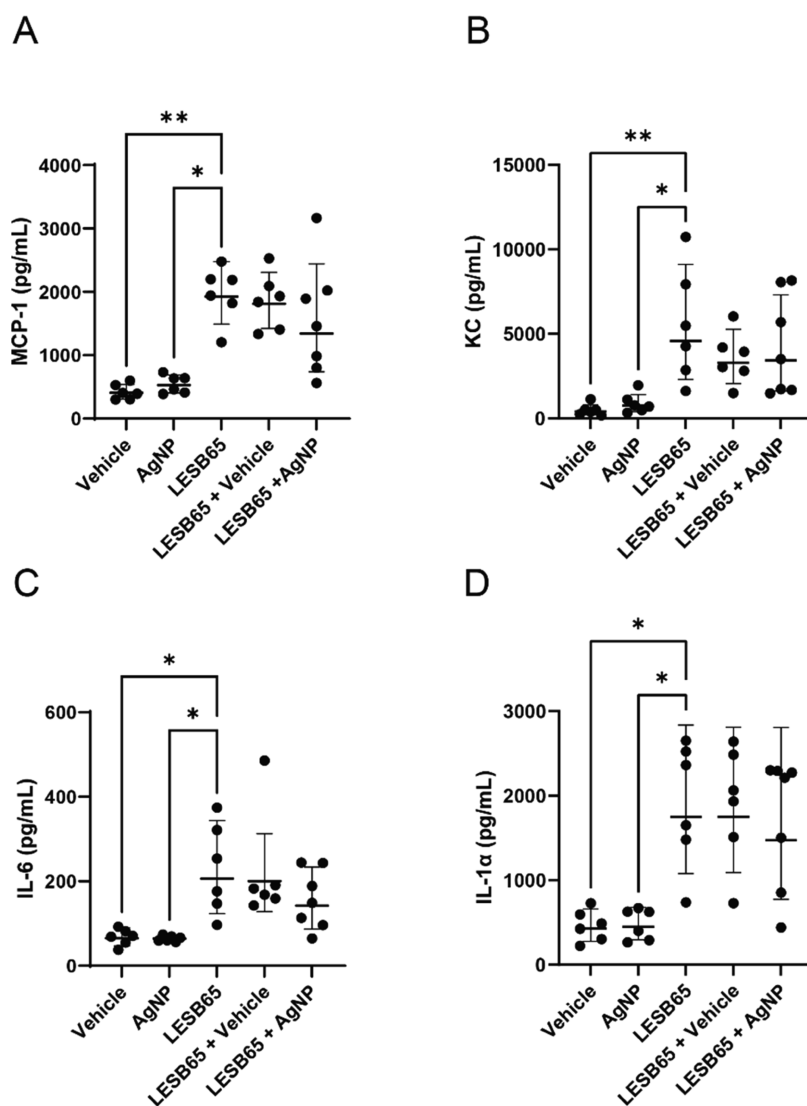 A
**
*
4000
3000
2000
1000
0
MCP-1 (pg/mL)
Vehicle
AgNP
LESB65
LESB65 + Vehicle
LESB65 +AgNP
B
**
*
15000
10000
5000
0
KC (pg/mL)
Vehicle
AgNP
LESB65
LESB65 + Vehicle
LESB65 + AgNP
C
*
*
600
400
200
0
IL-6 (pg/mL)
Vehicle
AgNP
LESB65
LESB65 + Vehicle
LESB65 + AgNP
D
*
*
3000
2000
1000
0
IL-1α (pg/mL)
Vehicle
AgNP
LESB65
LESB65 + Vehicle
LESB65 + AgNP